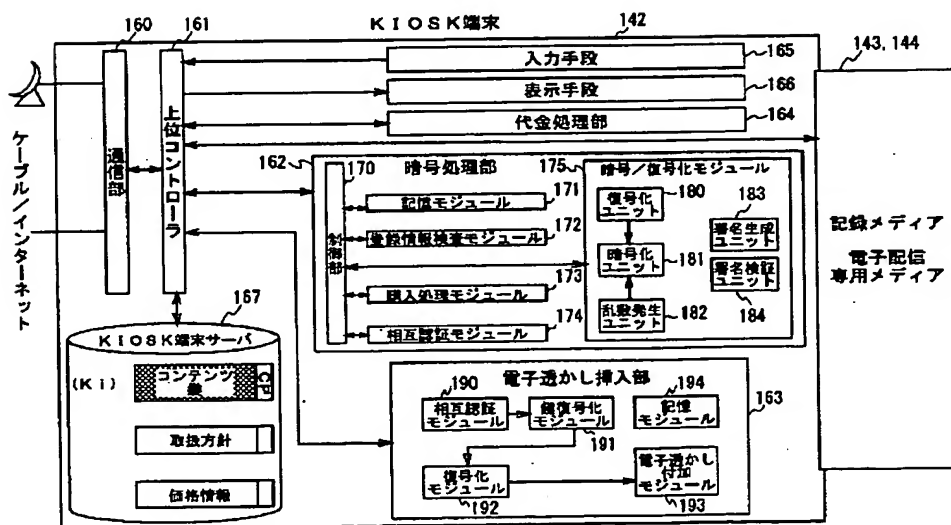 KIOSK端末
142
160
161
143, 144
入力手段
165
表示手段
166
代金処理部
164
ケーブル/インターネット
通信部
上位コントローラ
162
170
暗号処理部
制御部
記憶モジュール
171
登録情報検査モジュール
172
購入処理モジュール
173
相互認証モジュール
174
175
暗号/復号化モジュール
復号化
ユニット
180
暗号化
ユニット
181
乱数発生
ユニット
182
183
署名生成
ユニット
署名検証
ユニット
184
記録メディア
電子配信
専用メディア
167
KIOSK端末サーバ
(Ki)
コンテンツ
鍵
CP
取扱方針
価格情報
電子透かし挿入部
163
190
相互認証
モジュール
鍵復号化
モジュール
191
194
記憶
モジュール
復号化
モジュール
192
電子透かし
付加
モジュール
193